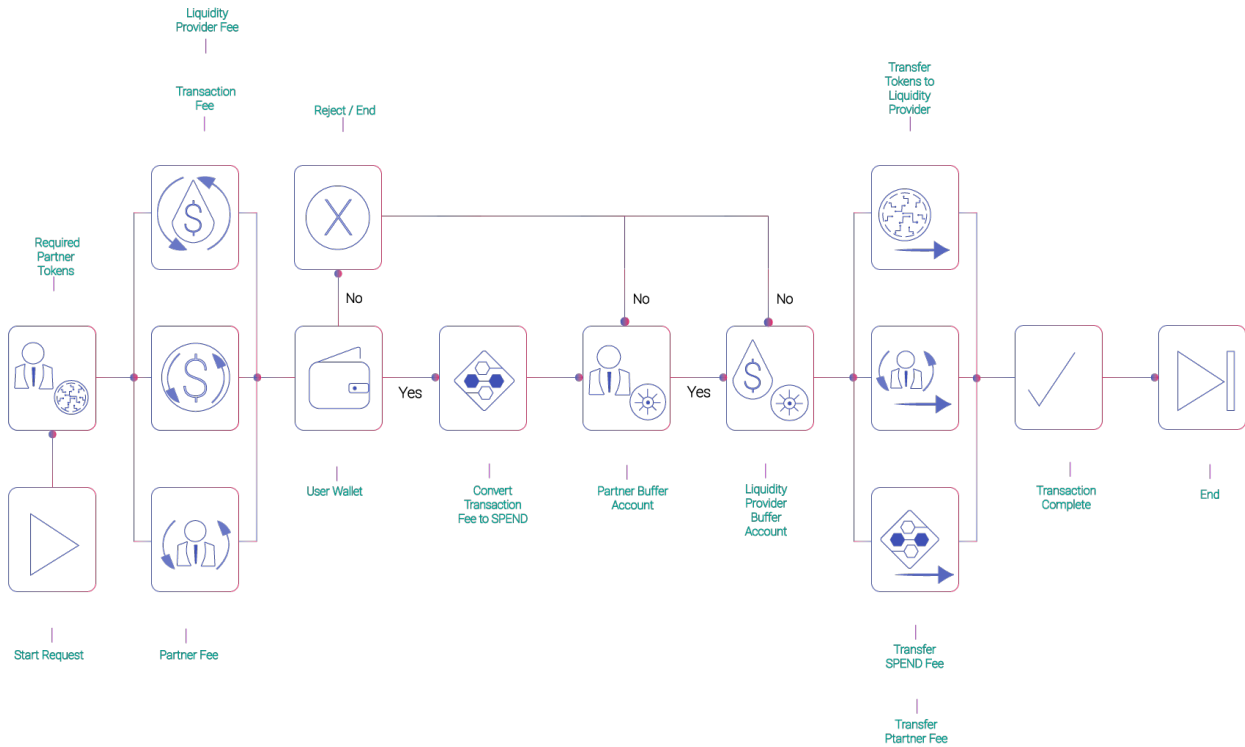 Liquidity
Provider Fee
Transaction
Fee
Reject / End
Transfer
Tokens to
Liquidity
Provider
$
X
Required
Partner
Tokens
No
No
No
$
$
Yes
Yes
User Wallet
Convert
Transaction
Fee to SPEND
Partner Buffer
Account
Liquidity
Provider
Buffer
Account
Transaction
Complete
End
Start Request
Partner Fee
Transfer
SPEND Fee
Transfer
Ptartner Fee